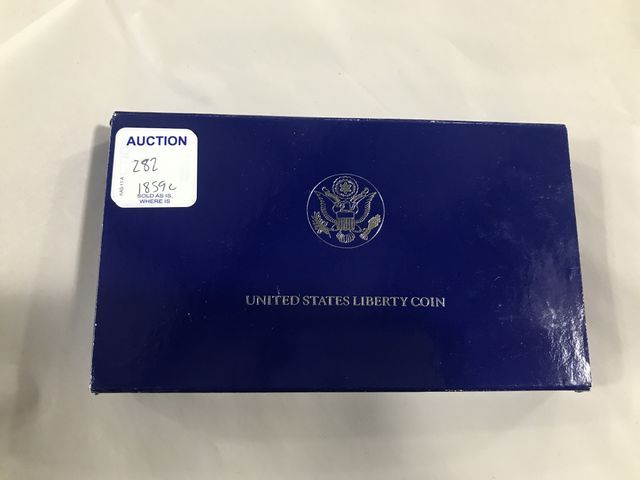 AUCTION
282
1859c
SOLD AS IS,
WHERE IS
UNITED STATES LIBERTY COIN